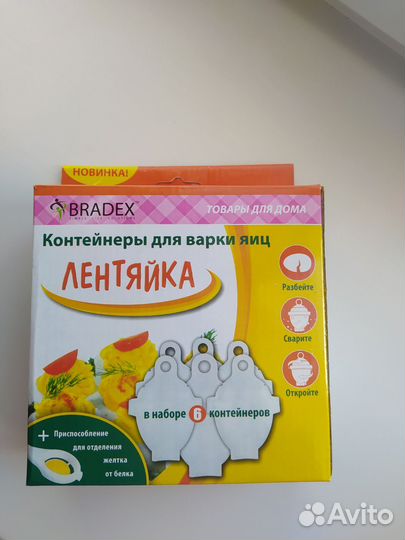 НОВИНКА!
BRADEX
ТОВАРЫ ДЛЯ ДОМА
Контейнеры для варки яиц
ЛЕНТЯЙКА
Разбейте
Сварите
Откройте
в наборе 6 контейнеров
+ Приспособление
для отделения
желтка
от белка
Avito